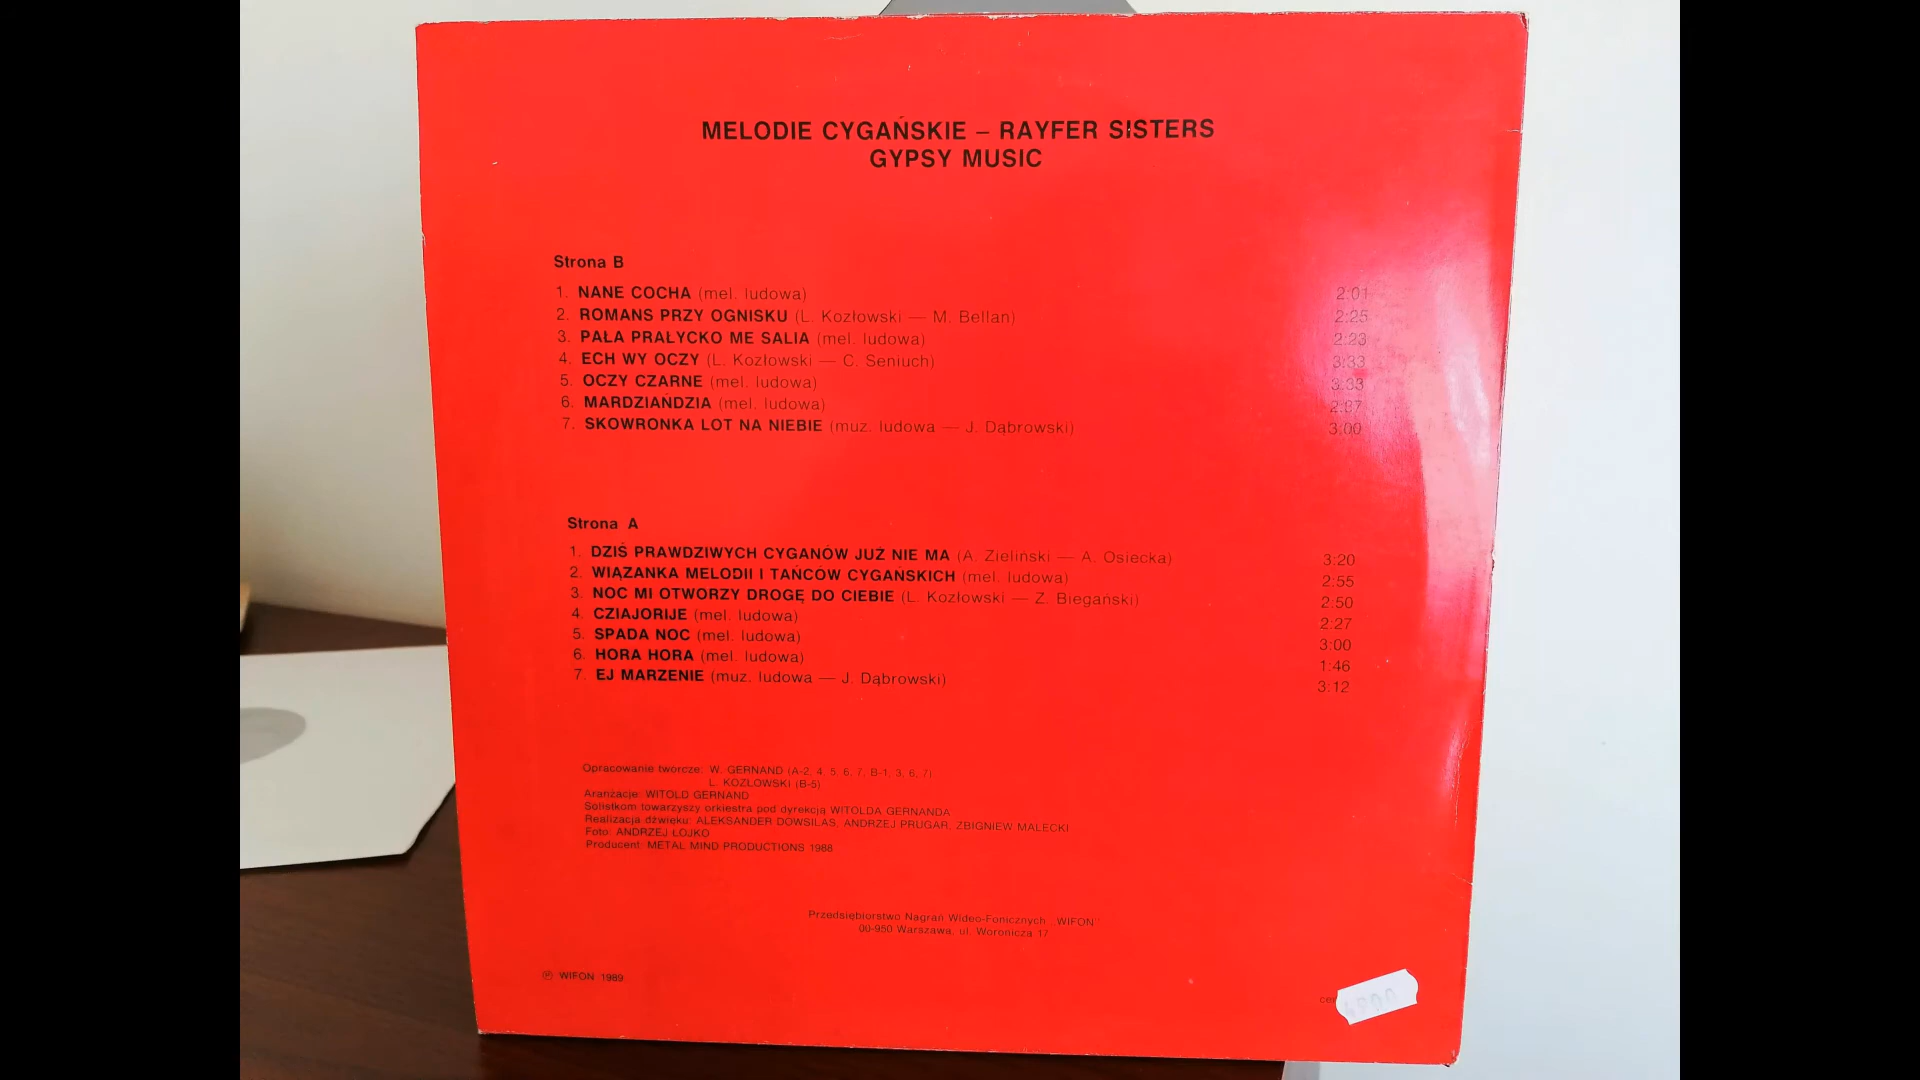 MELODIE CYGAŃSKIE – RAYFER SISTERS
GYPSY MUSIC
Strona B
1. NANE COCHA (mel. ludowa) 2:01
2. ROMANS PRZY OGNISKU (L. Kozłowski — M. Bellan) 2:25
3. PAŁA PRAŁYCKO ME SALIA (mel. ludowa) 2:23
4. ECH WY OCZY (L. Kozłowski — C. Seniuch) 3:33
5. OCZY CZARNE (mel. ludowa) 3:33
6. MARDZIAŃDZIA (mel. ludowa)
7. SKOWRONKA LOT NA NIEBIE (muz. ludowa — J. Dąbrowski) 3:00
Strona A
1. DZIŚ PRAWDZIWYCH CYGANÓW JUŻ NIE MA (A. Zieliński — A. Osiecka) 3:20
2. WIĄZANKA MELODII I TAŃCÓW CYGAŃSKICH (mel. ludowa) 2:55
3. NOC MI OTWORZY DROGĘ DO CIEBIE (L. Kozłowski — Z. Biegański) 2:50
4. CZIAJORIJE (mel. ludowa) 2:27
5. SPADA NOC (mel. ludowa) 3:00
6. HORA HORA (mel. ludowa) 1:46
7. EJ MARZENIE (muz. ludowa — J. Dąbrowski) 3:12
Opracowanie twórcze: W. GERNAND (A-2, 4, 5, 6, 7, B-1, 3, 6, 7)
L. KOZŁOWSKI (B-5)
Aranżacje: WITOLD GERNAND
Solistkom towarzyszy orkiestra pod dyrekcją WITOLDA GERNANDA
Realizacja dźwięku: ALEKSANDER DOWSILAS, ANDRZEJ PRUGAR, ZBIGNIEW MAŁECKI
Foto: ANDRZEJ ŁOJKO
Producent: METAL MIND PRODUCTIONS 1988
Przedsiębiorstwo Nagrań Wideo-Fonicznych „WIFON”
00-950 Warszawa, ul. Woronicza 17
℗ WIFON 1989